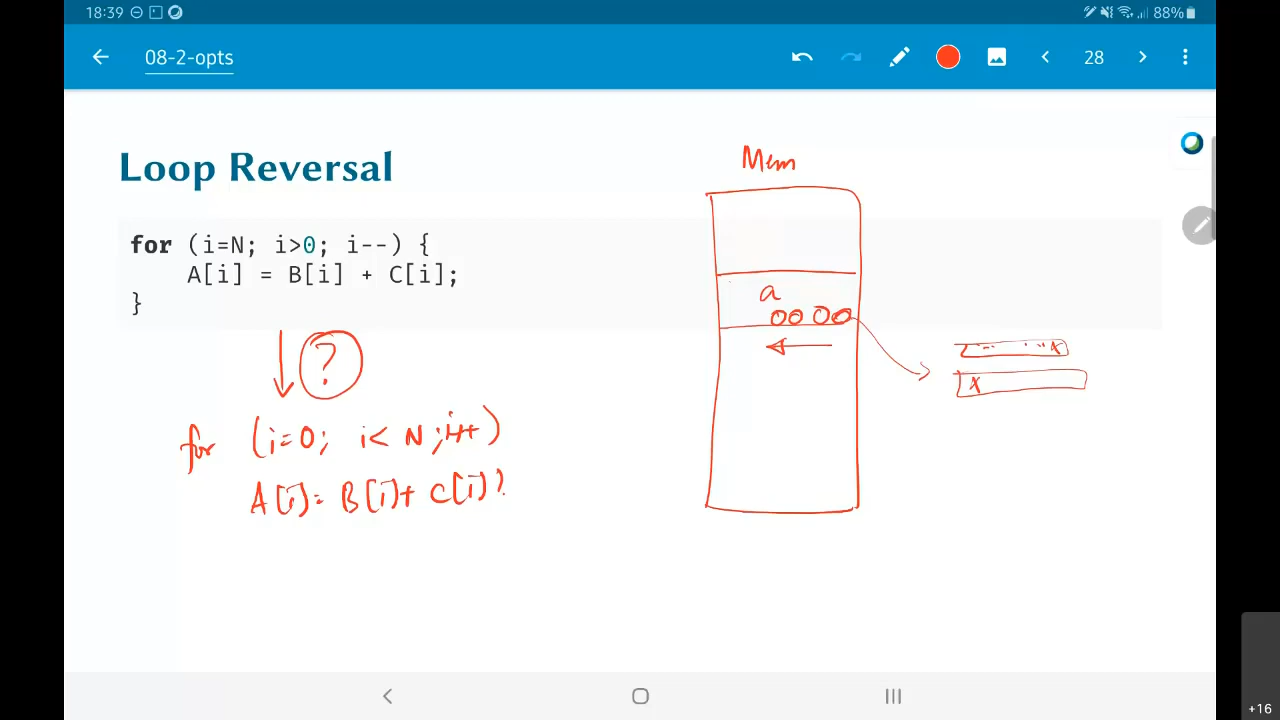 18:39
88%
08-2-opts
28
Loop Reversal
for (i=N; i>0; i--) {
A[i] = B[i] + C[i];
}
?
for (i=0; i< N; i++)
A[i]= B[i]+ C[i]?
Mem
a
x
x
+16